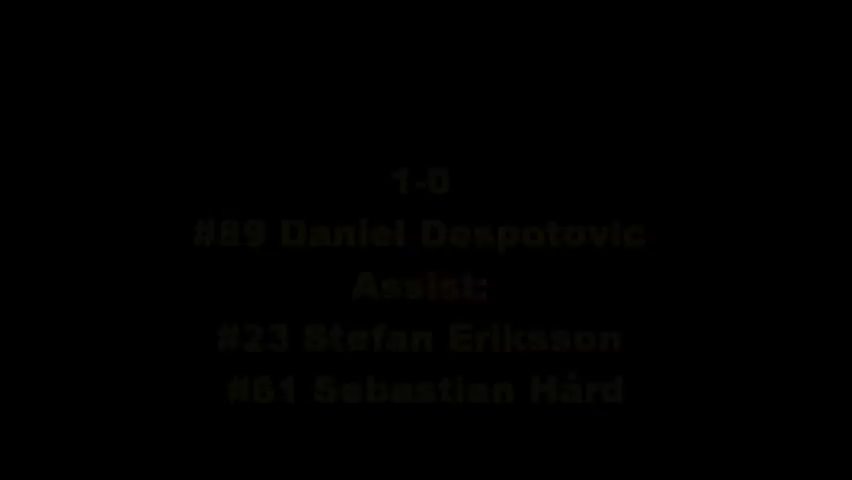 1-0
#89 Daniel Despotovic
Assist:
#23 Stefan Eriksson
#61 Sebastian Hård